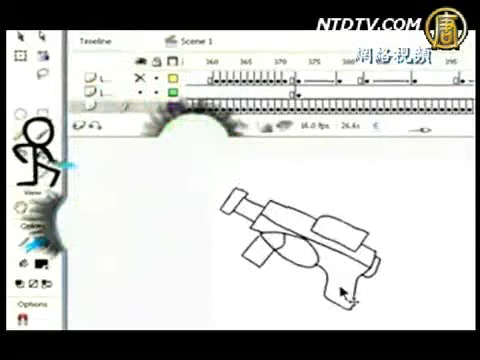 NTDTV.COM 唐
網絡視頻
Timeline
Scene 1
360 365 370 375 380 385 395
16.0 fps 26.6s
View
Options